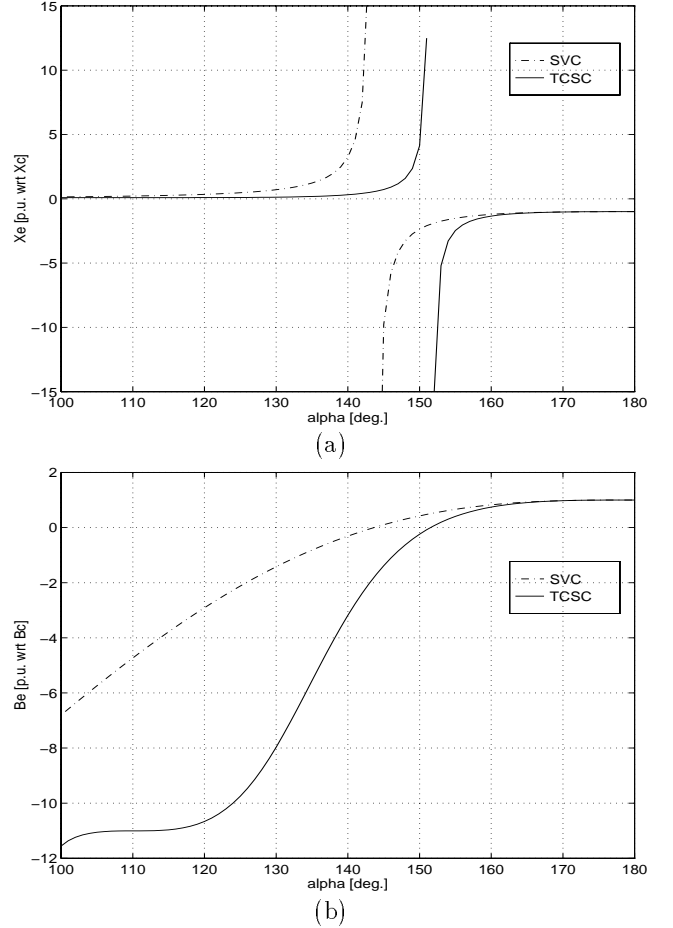 15
10
5
0
−5
−10
−15
Xe [p.u. wrt Xc]
SVC
TCSC
100 110 120 130 140 150 160 170 180
alpha [deg.]
(a)
2
0
−2
−4
−6
−8
−10
−12
Be [p.u. wrt Bc]
SVC
TCSC
100 110 120 130 140 150 160 170 180
alpha [deg.]
(b)